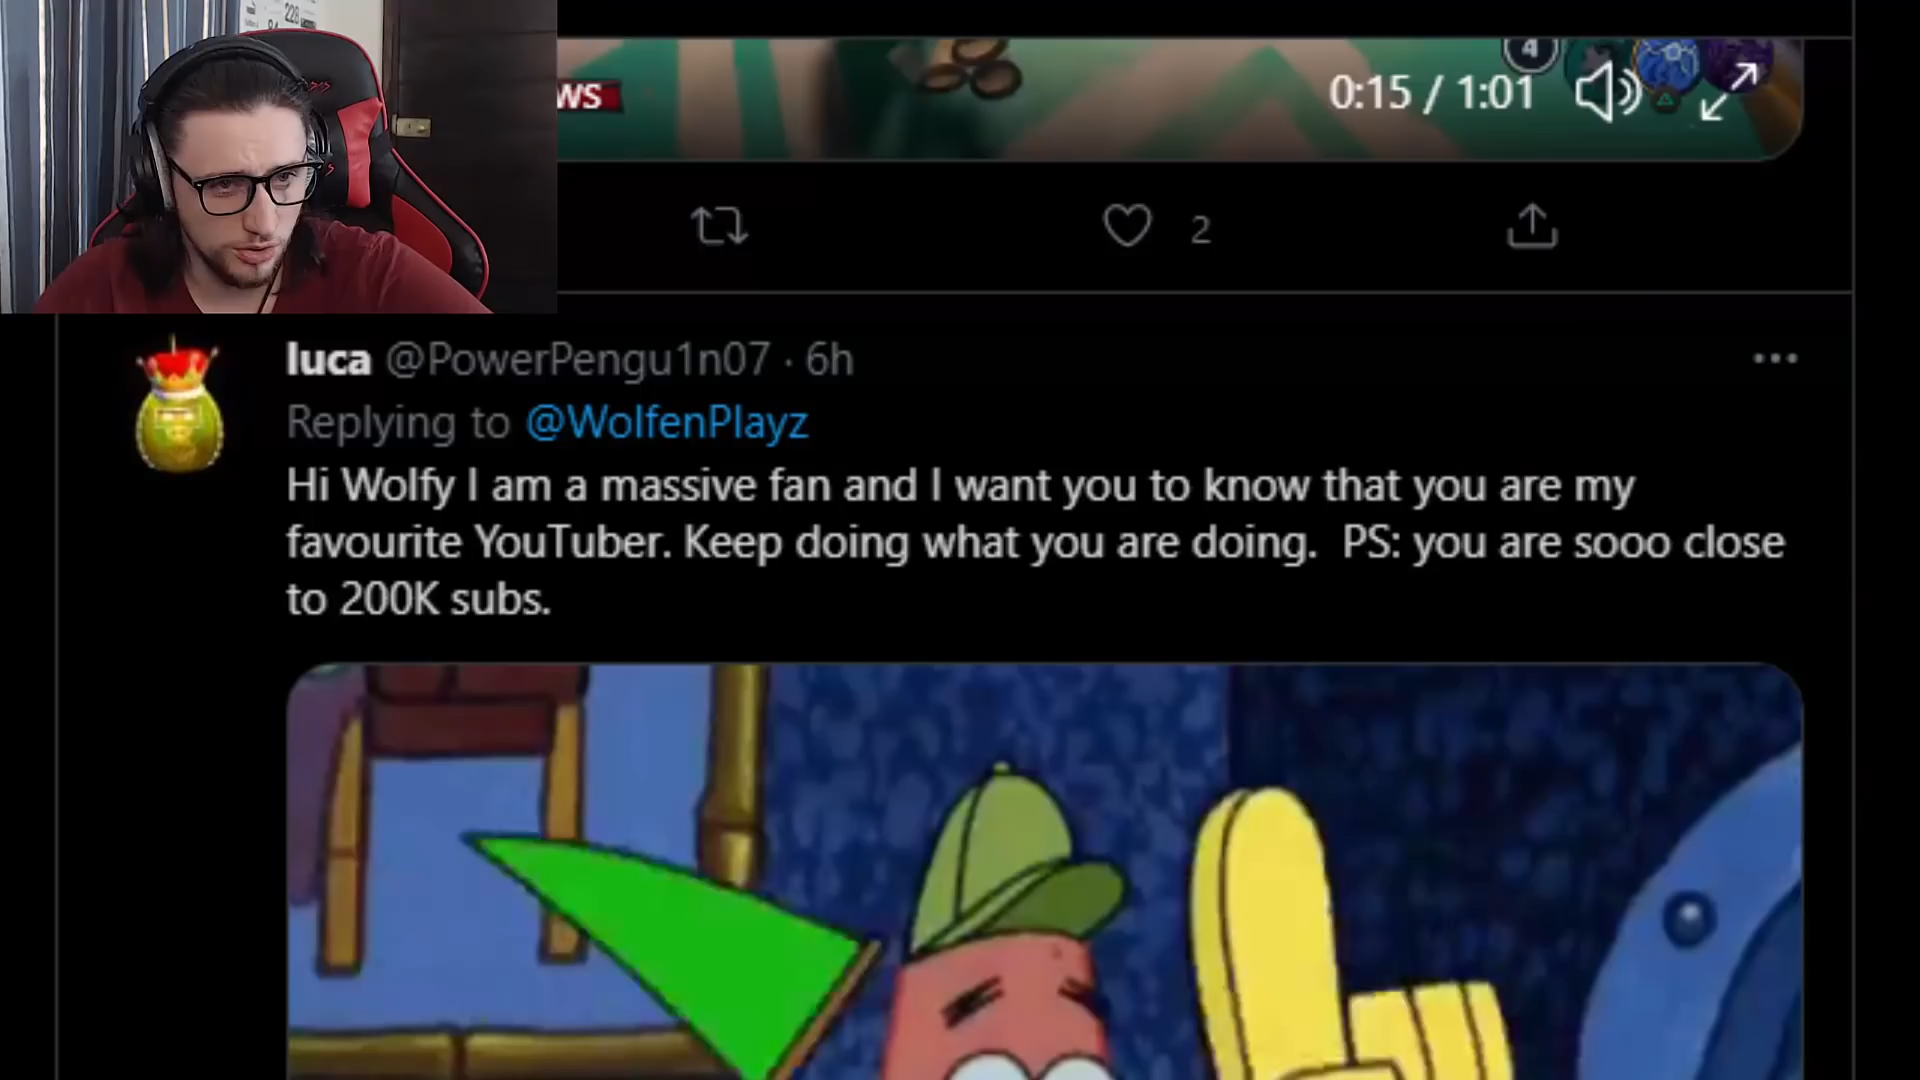 228
WS
4
0:15 / 1:01
2
luca @PowerPengu1n07 · 6h
Replying to @WolfenPlayz
Hi Wolfy I am a massive fan and I want you to know that you are my
favourite YouTuber. Keep doing what you are doing.  PS: you are sooo close
to 200K subs.